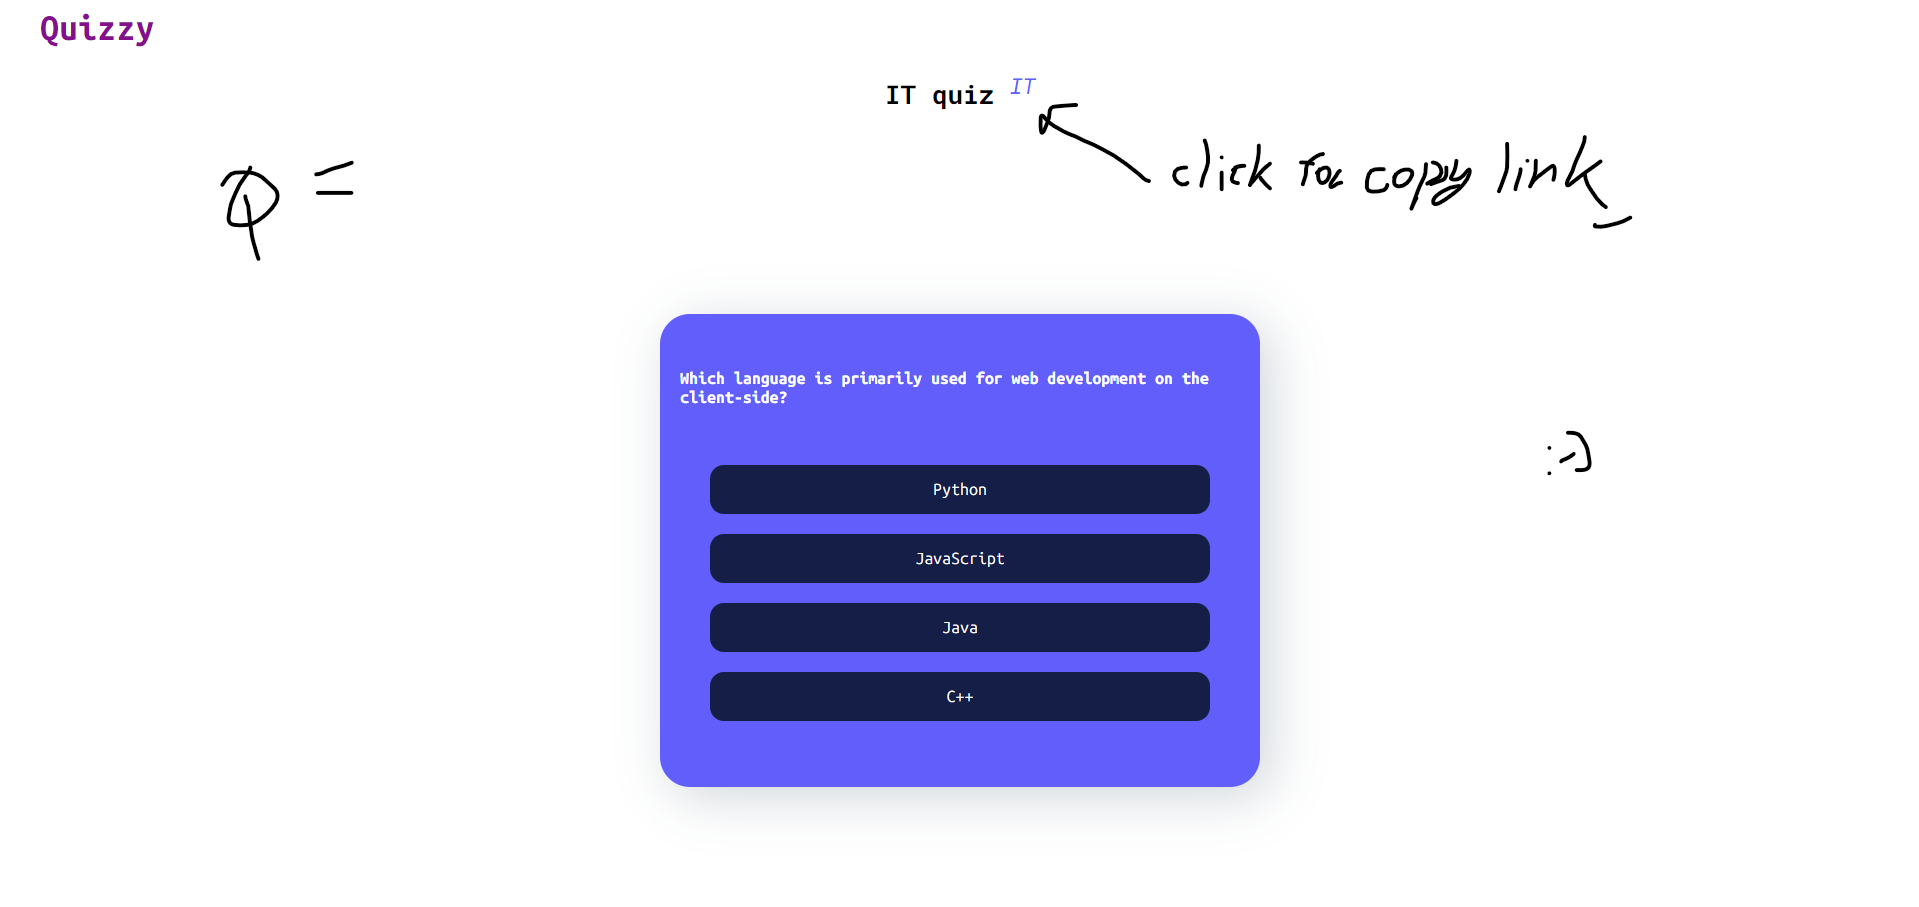 Quizzy
IT quiz IT
click for copy link
Which language is primarily used for web development on the
client-side?
:-)
Python
JavaScript
Java
C++